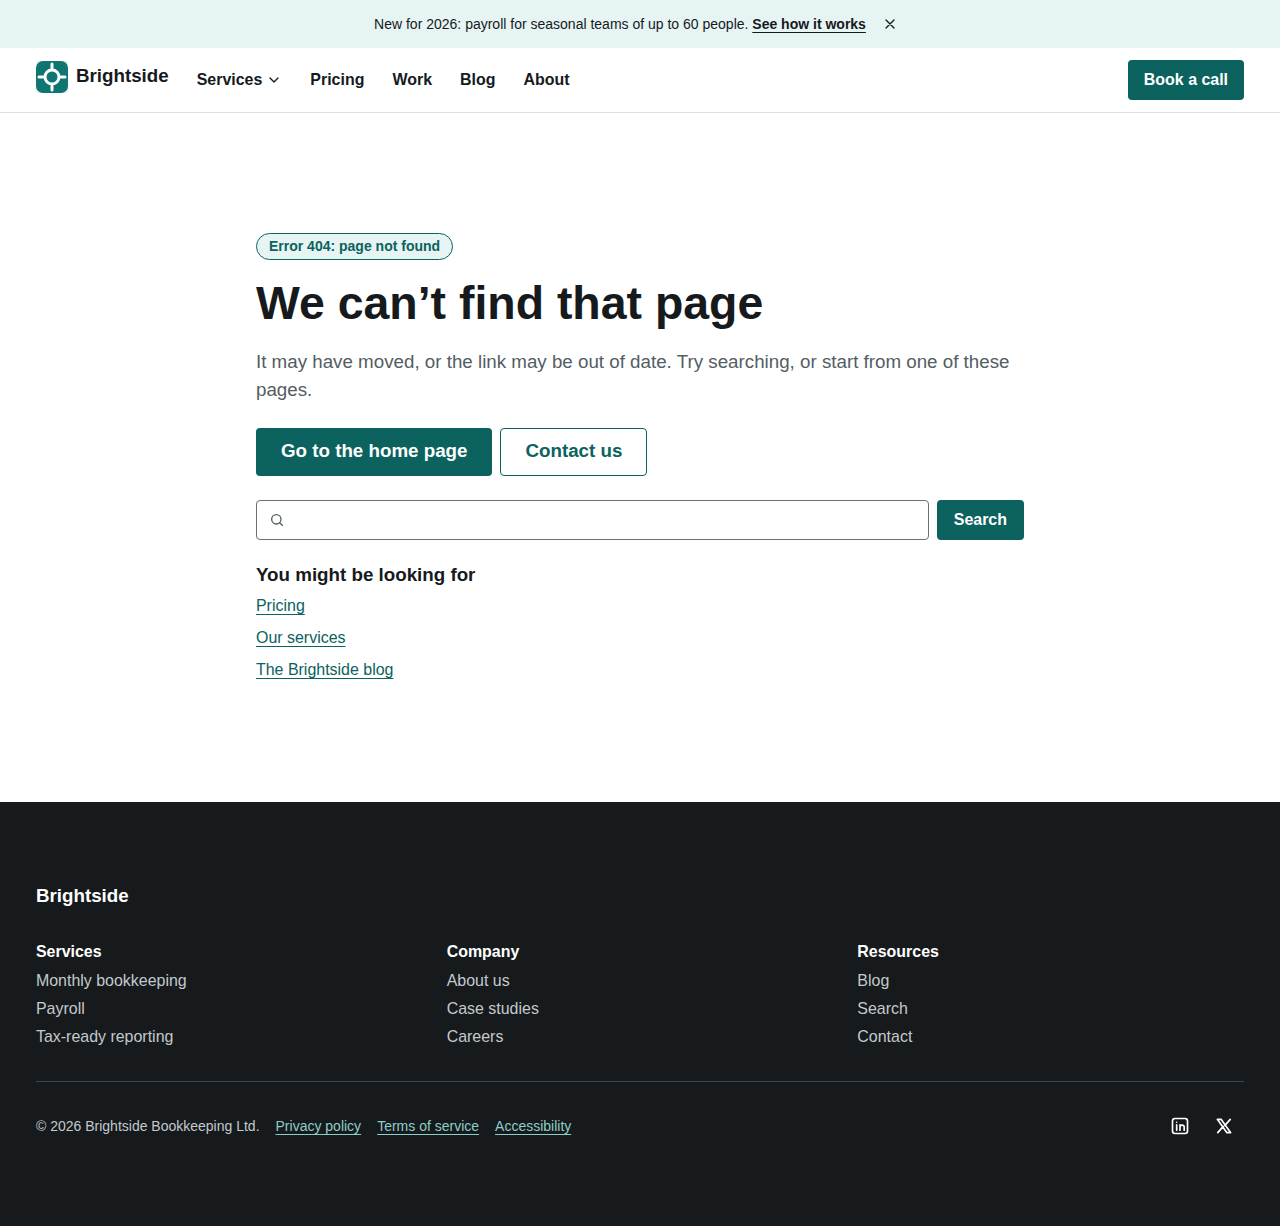 New for 2026: payroll for seasonal teams of up to 60 people. See how it works
Brightside
Services
Pricing
Work
Blog
About
Book a call
Error 404: page not found
We can’t find that page
It may have moved, or the link may be out of date. Try searching, or start from one of these
pages.
Go to the home page
Contact us
Search
You might be looking for
Pricing
Our services
The Brightside blog
Brightside
Services
Monthly bookkeeping
Payroll
Tax-ready reporting
Company
About us
Case studies
Careers
Resources
Blog
Search
Contact
© 2026 Brightside Bookkeeping Ltd.
Privacy policy
Terms of service
Accessibility